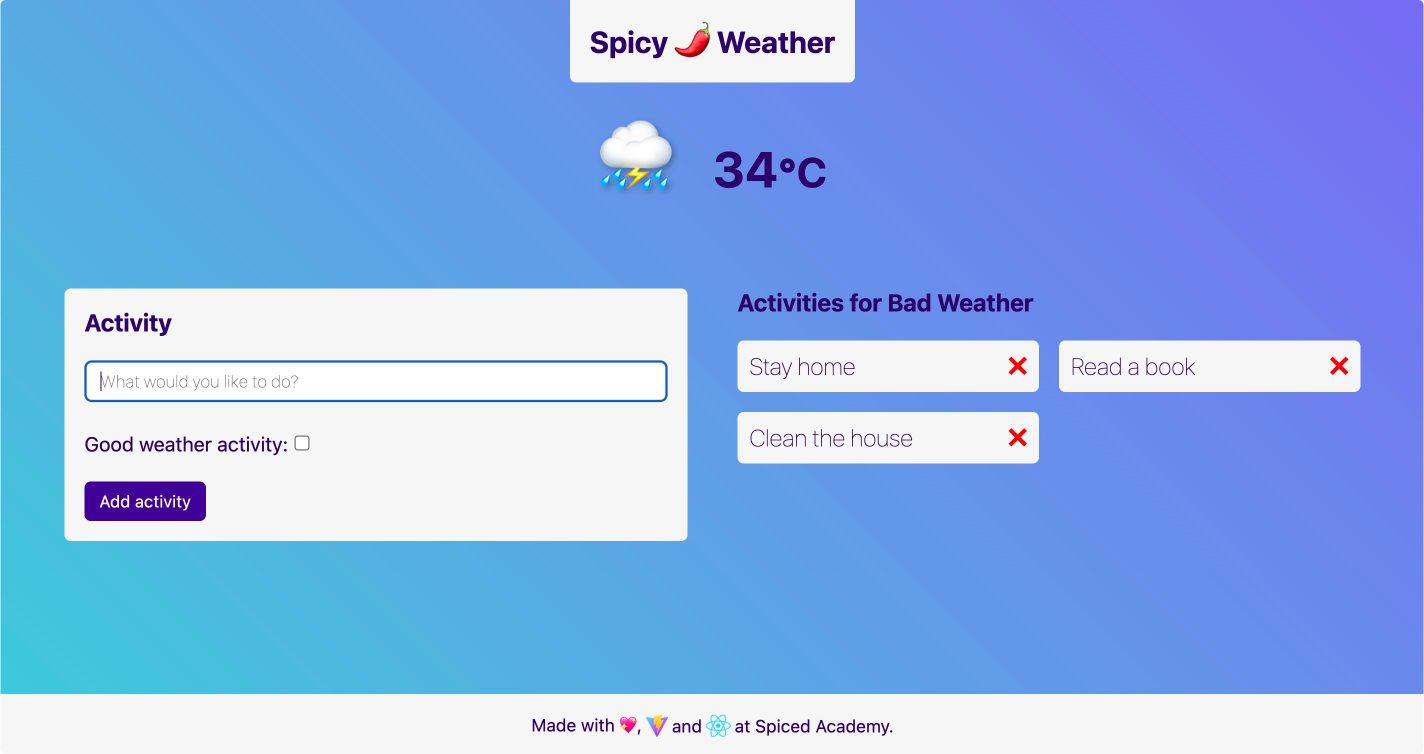 Spicy 🌶️ Weather
34°C
Activity
What would you like to do?
Good weather activity:
Add activity
Activities for Bad Weather
Stay home ❌
Read a book ❌
Clean the house ❌
Made with 💖, and at Spiced Academy.